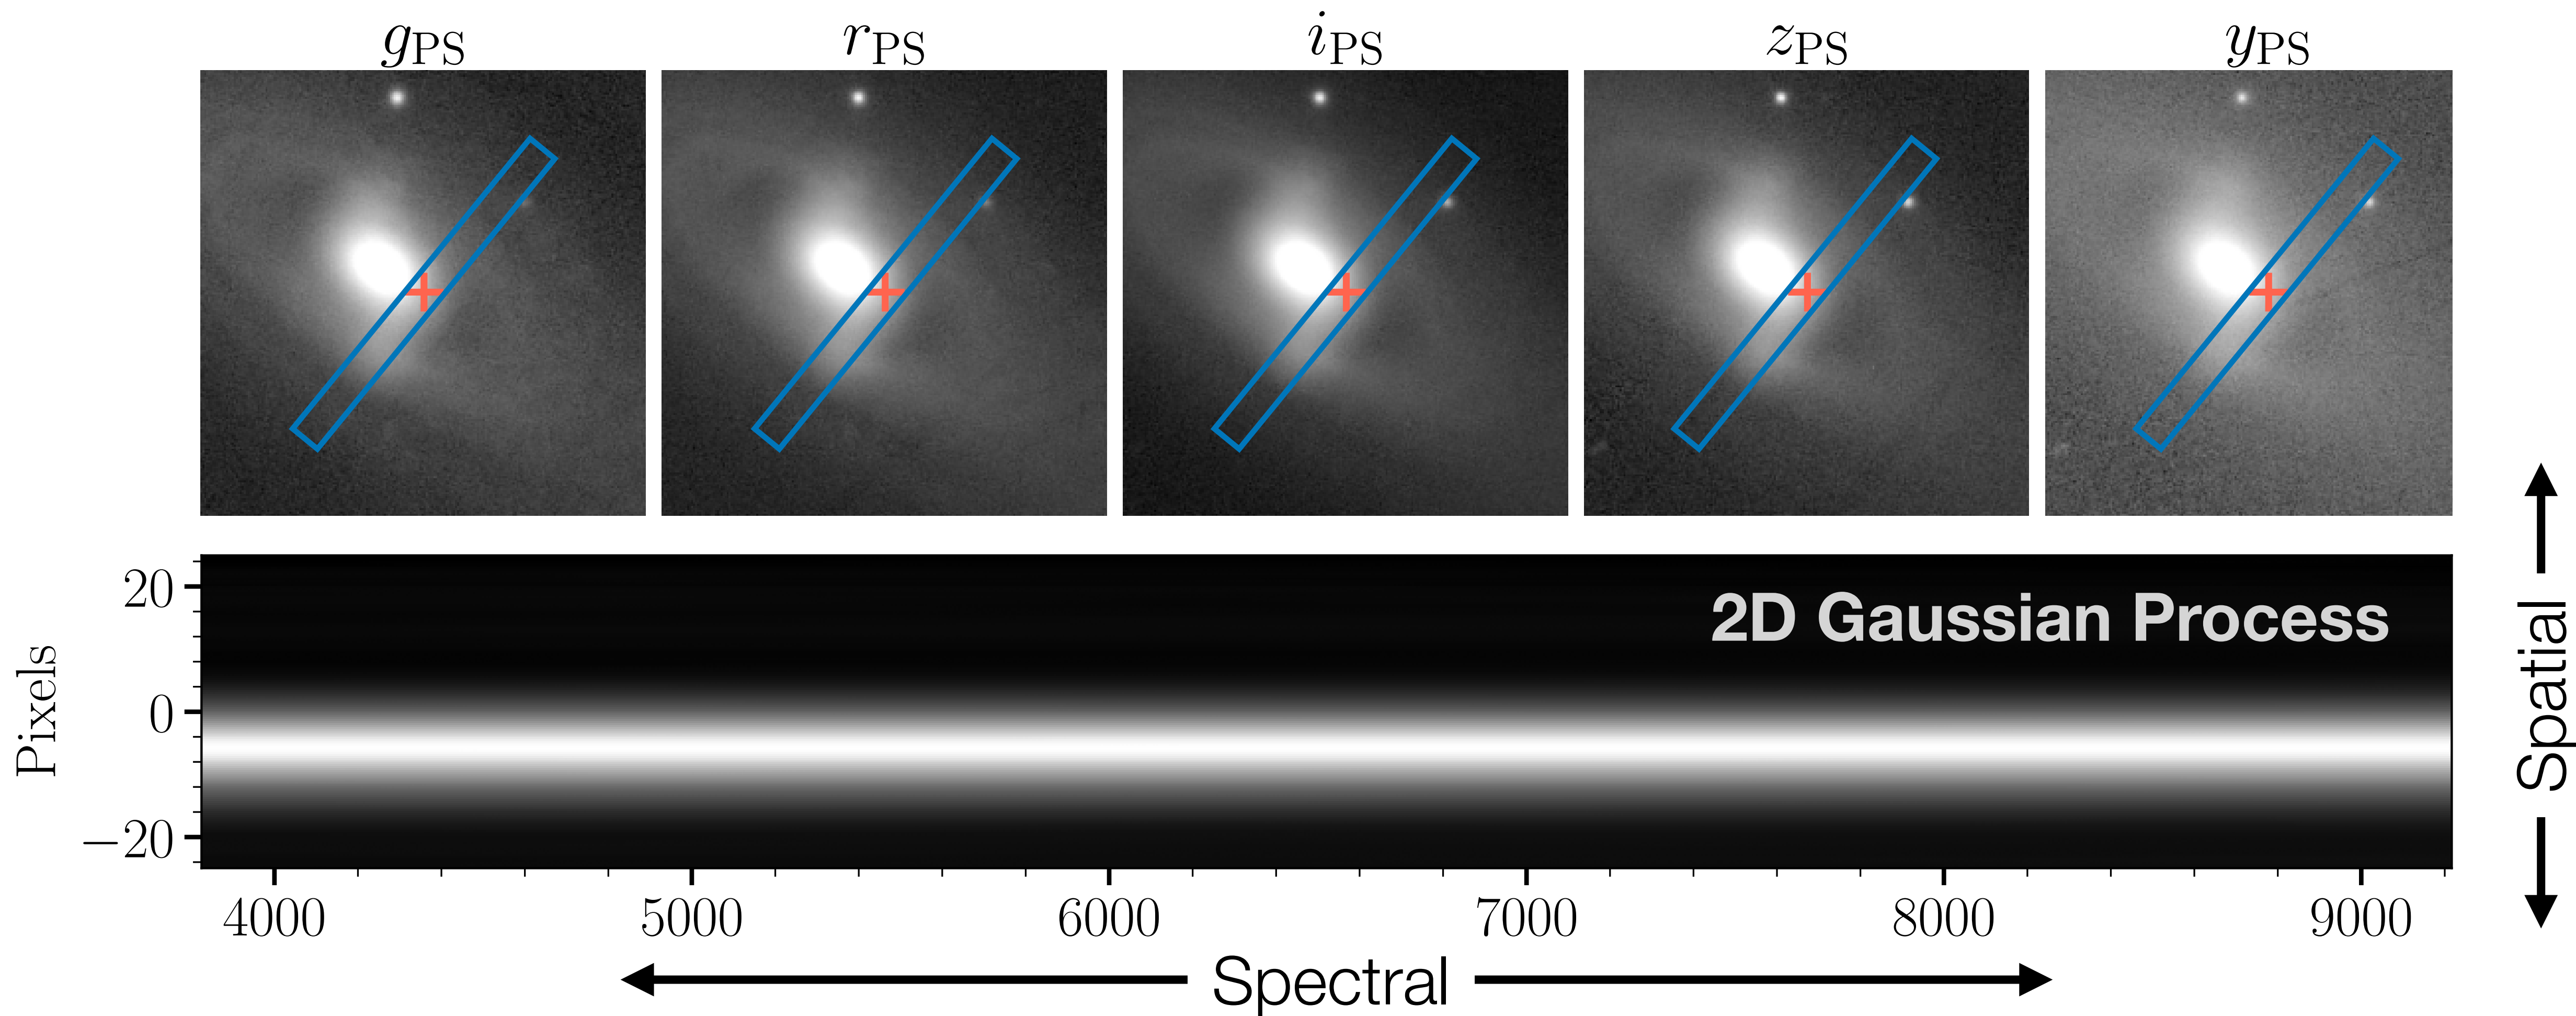 gPS rPS iPS zPS yPS
2D Gaussian Process
20
0
−20
Pixels
Spatial
4000 5000 6000 7000 8000 9000
Spectral